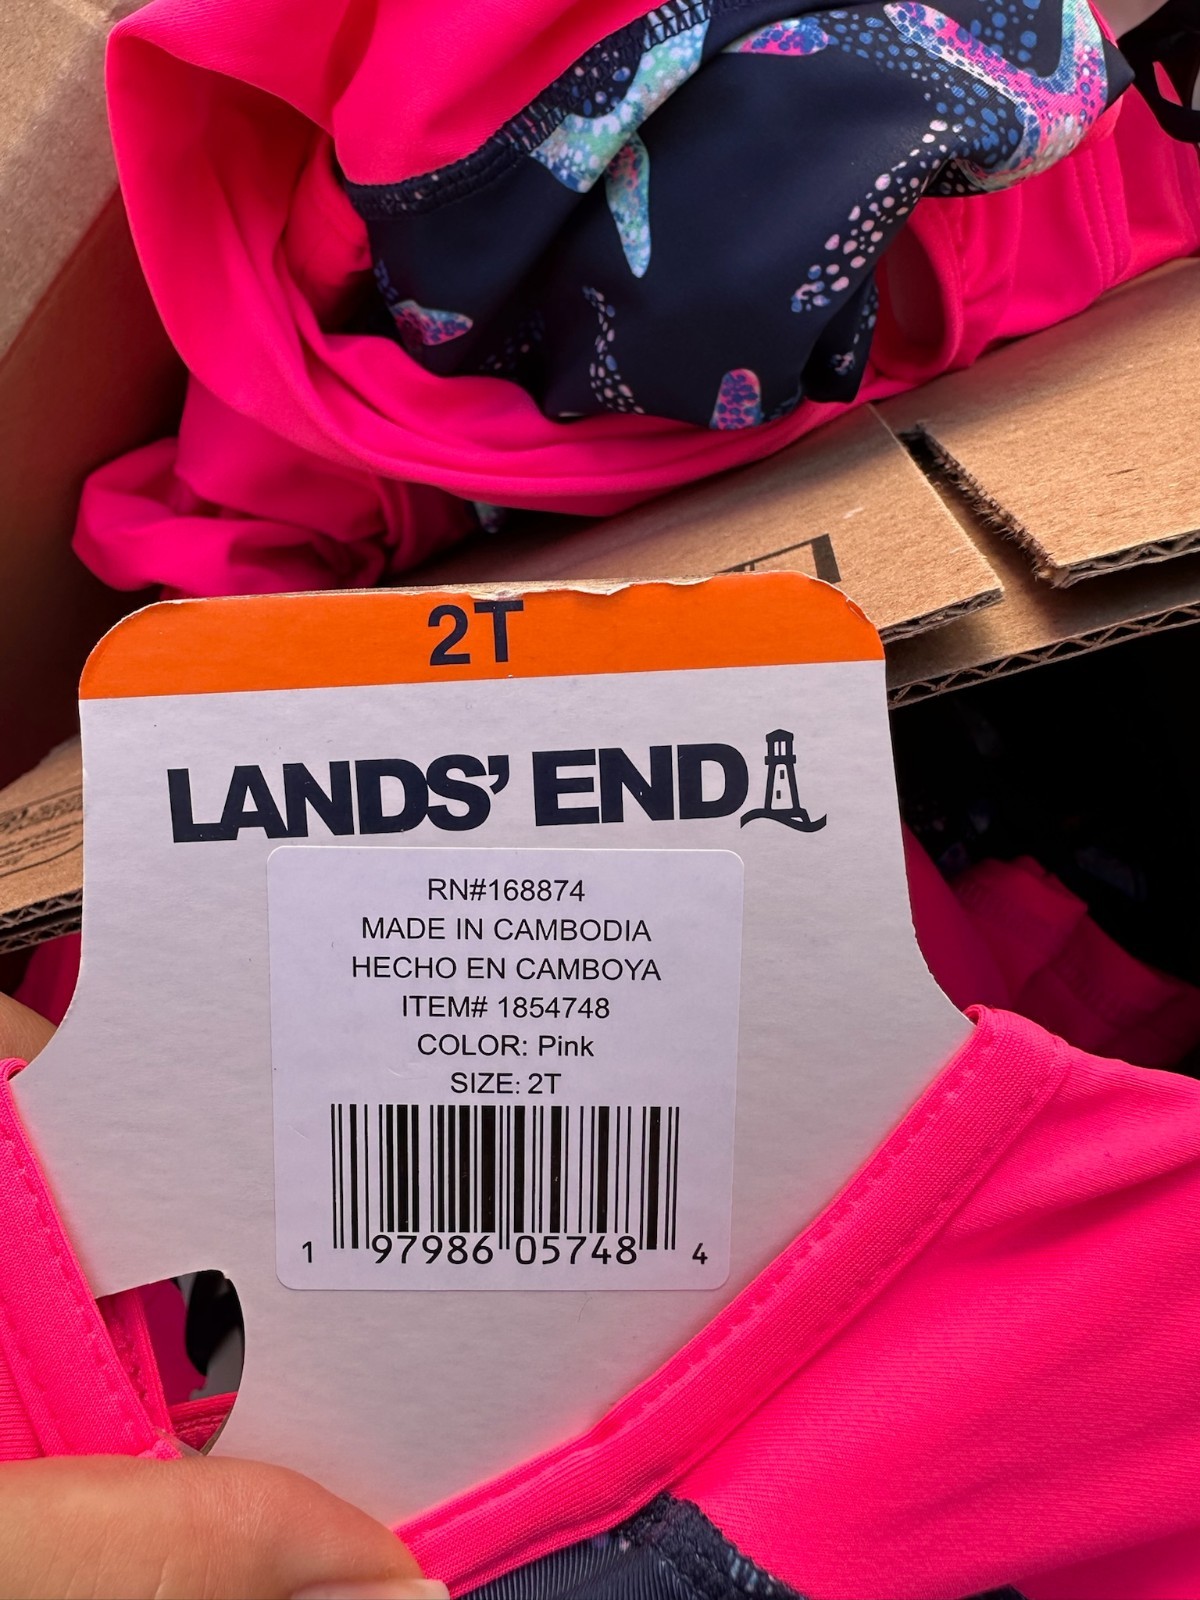 2T
LANDS' END
RN#168874
MADE IN CAMBODIA
HECHO EN CAMBOYA
ITEM# 1854748
COLOR: Pink
SIZE: 2T
1 97986 05748 4